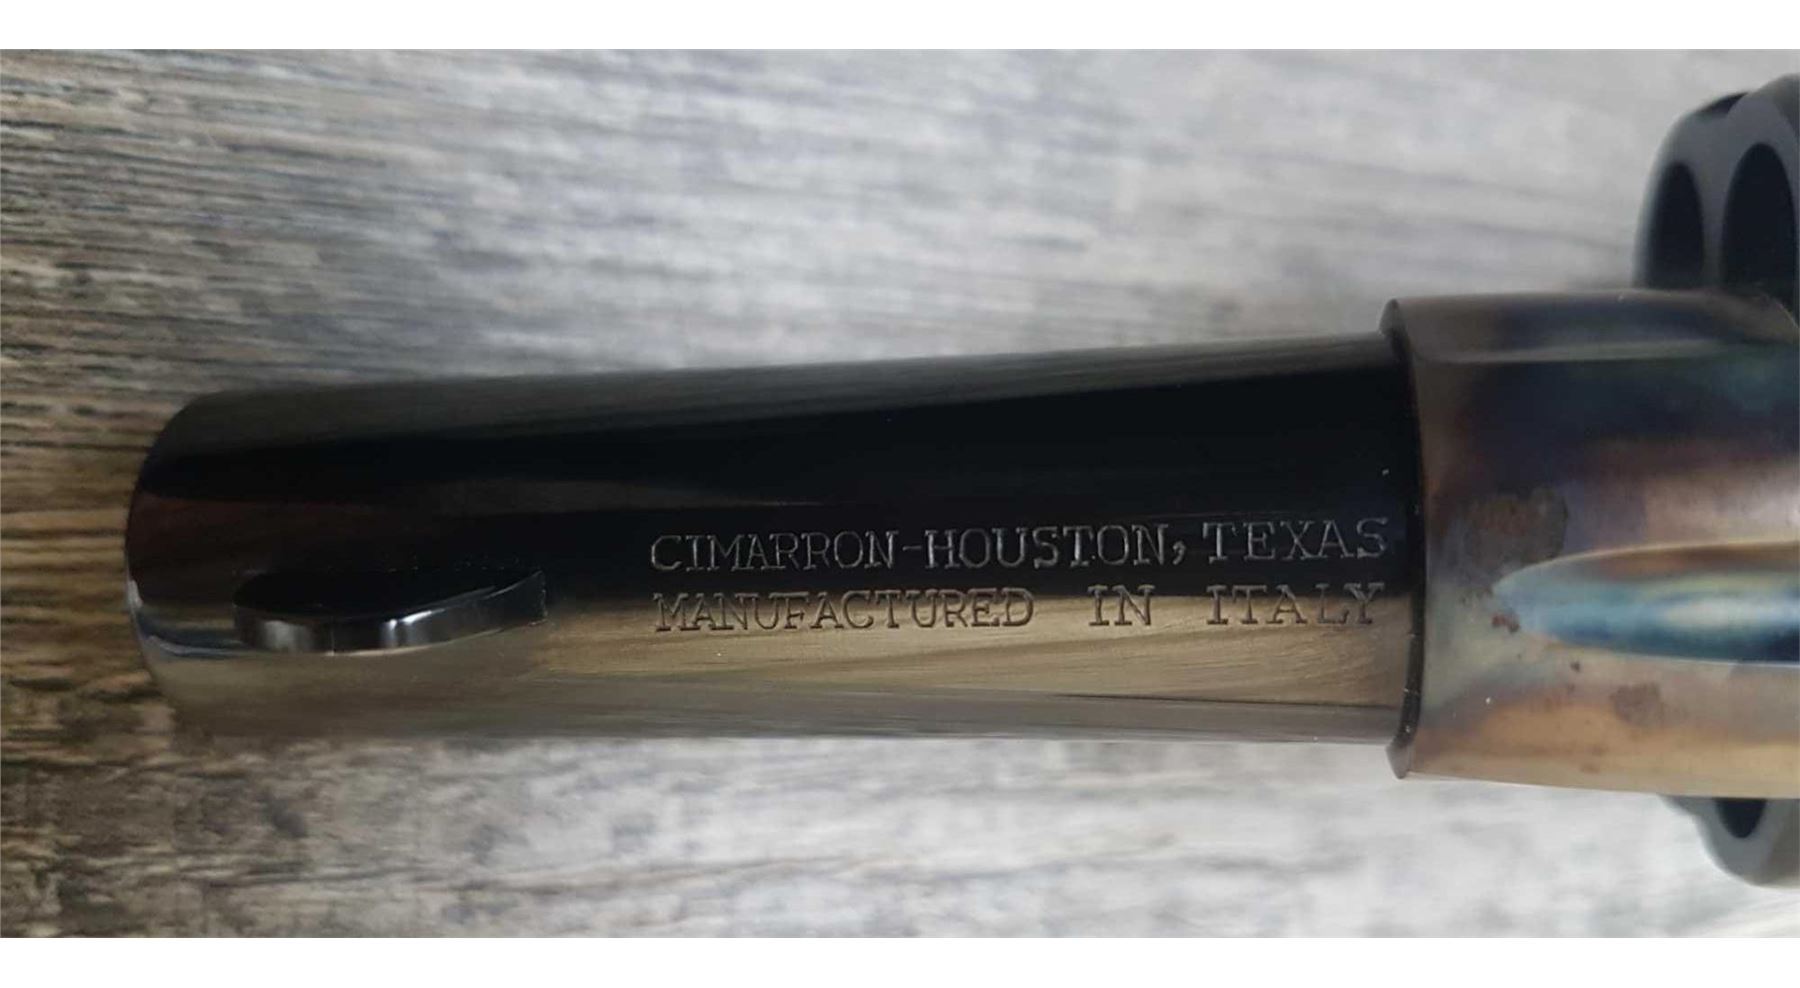 CIMARRON-HOUSTON, TEXAS
MANUFACTURED IN ITALY